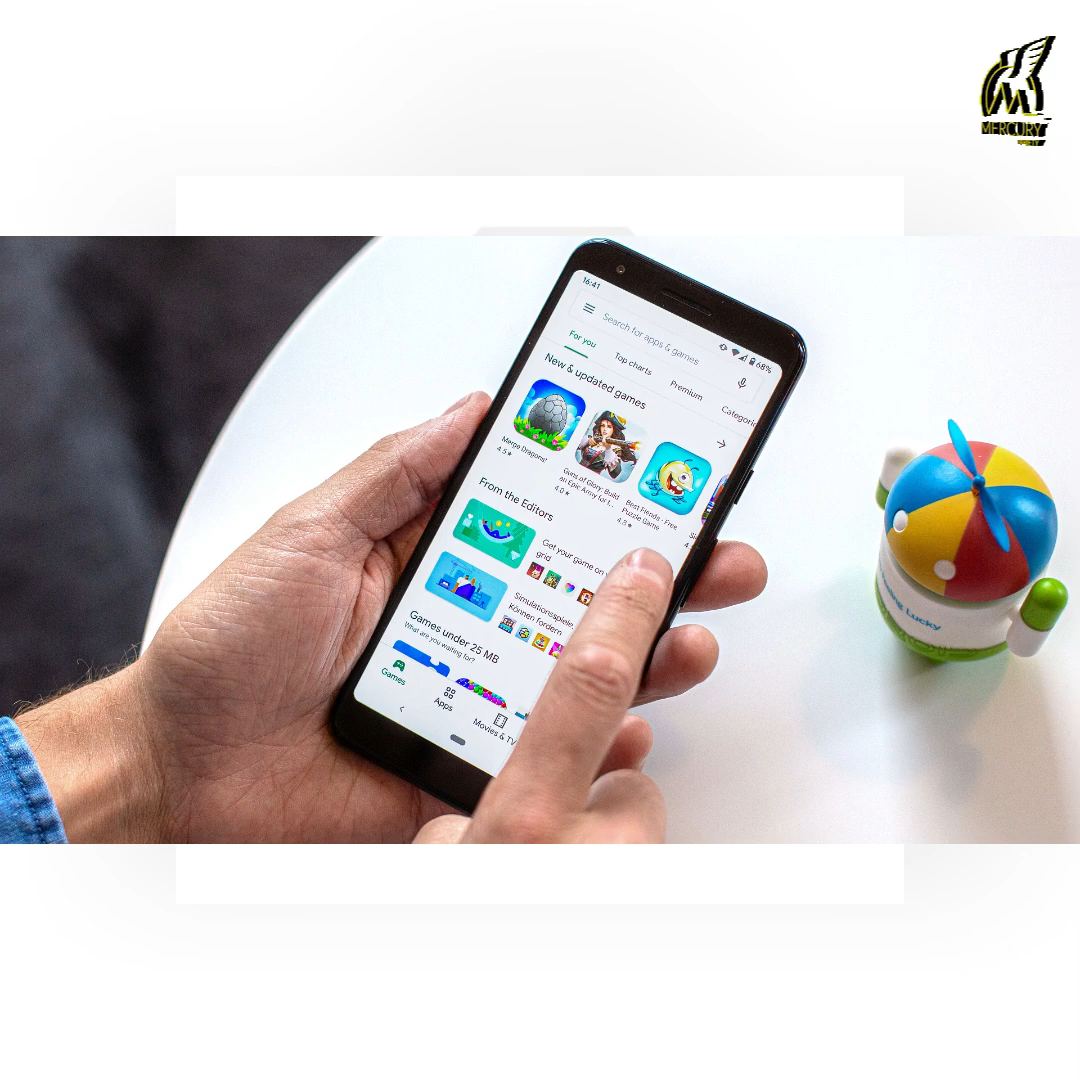 MERCURY
16:41
68%
Search for apps & games
For you
Top charts
Premium
New & updated games
Merge Dragons!
4.5★
Guns of Glory: Build
an Epic Army for t...
4.0★
Best Fiends - Free
Puzzle Game
From the Editors
Get your game on
grid
Simulationsspiele,
können fordern
Games under 25 MB
What are you waiting for?
Games
Apps
Movies & TV
Lucky